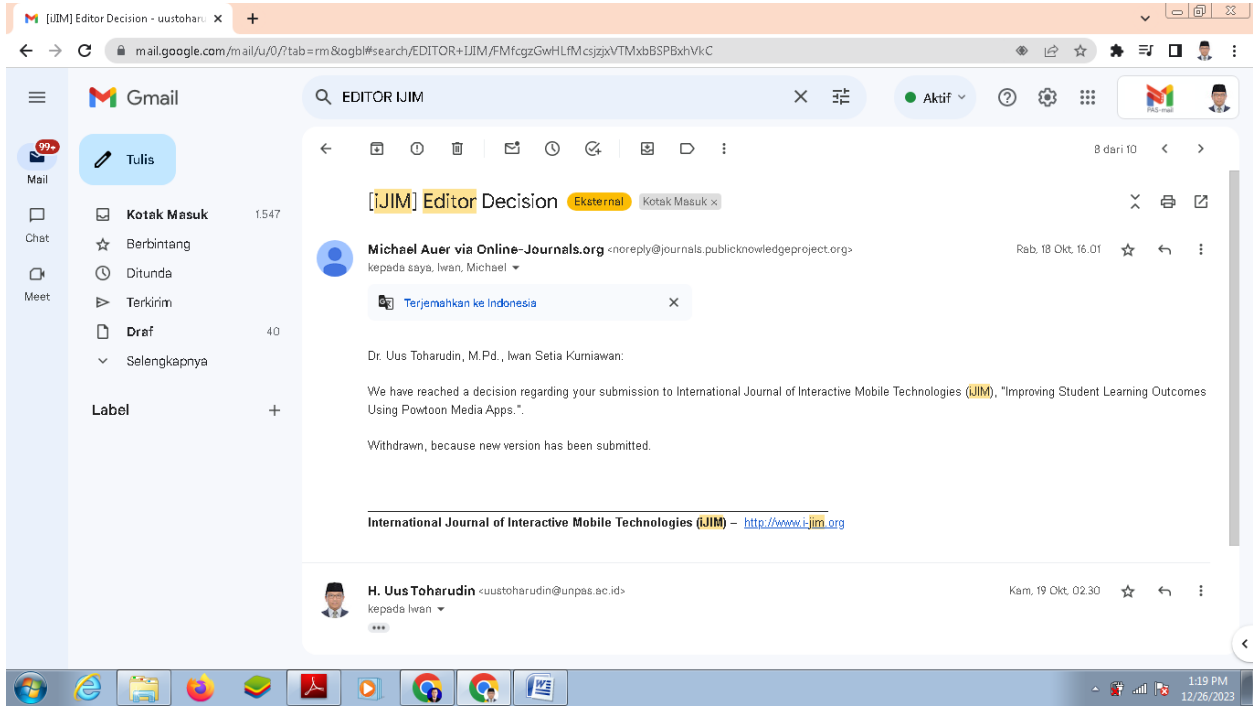 [iJIM] Editor Decision - uustoharu
mail.google.com/mail/u/0/?tab=rm&ogbl#search/EDITOR+IJIM/FMfcgzGwHLfMcsjzjxVTMxbBSPBxhVkC
Gmail
EDITOR IJIM
Aktif
PAS-mail
99+
Mail
Chat
Meet
Tulis
Kotak Masuk 1.547
Berbintang
Ditunda
Terkirim
Draf 40
Selengkapnya
Label
8 dari 10
[iJIM] Editor Decision Eksternal Kotak Masuk ×
Michael Auer via Online-Journals.org <noreply@journals.publicknowledgeproject.org> Rab, 18 Okt, 16.01
kepada saya, Iwan, Michael
Terjemahkan ke Indonesia
Dr. Uus Toharudin, M.Pd., Iwan Setia Kurniawan:
We have reached a decision regarding your submission to International Journal of Interactive Mobile Technologies (iJIM), "Improving Student Learning Outcomes
Using Powtoon Media Apps.".
Withdrawn, because new version has been submitted.
International Journal of Interactive Mobile Technologies (iJIM) – http://www.i-jim.org
H. Uus Toharudin <uustoharudin@unpas.ac.id> Kam, 19 Okt, 02.30
kepada Iwan
1:19 PM
12/26/2023